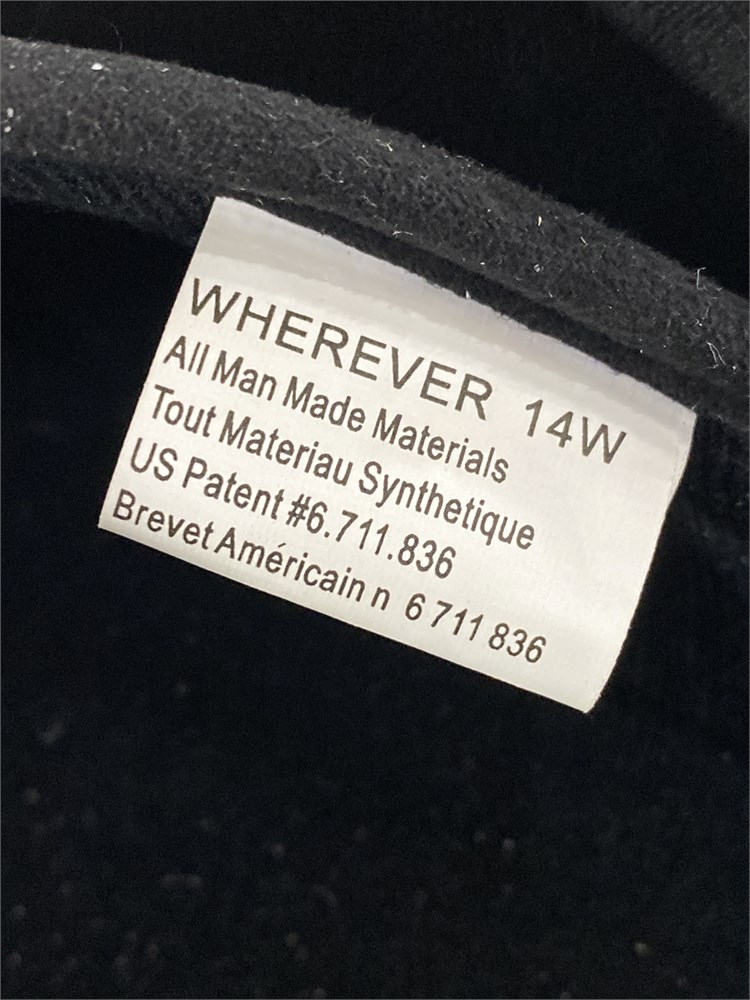 WHEREVER 14W
All Man Made Materials
Tout Materiau Synthetique
US Patent #6.711.836
Brevet Américain n 6 711 836